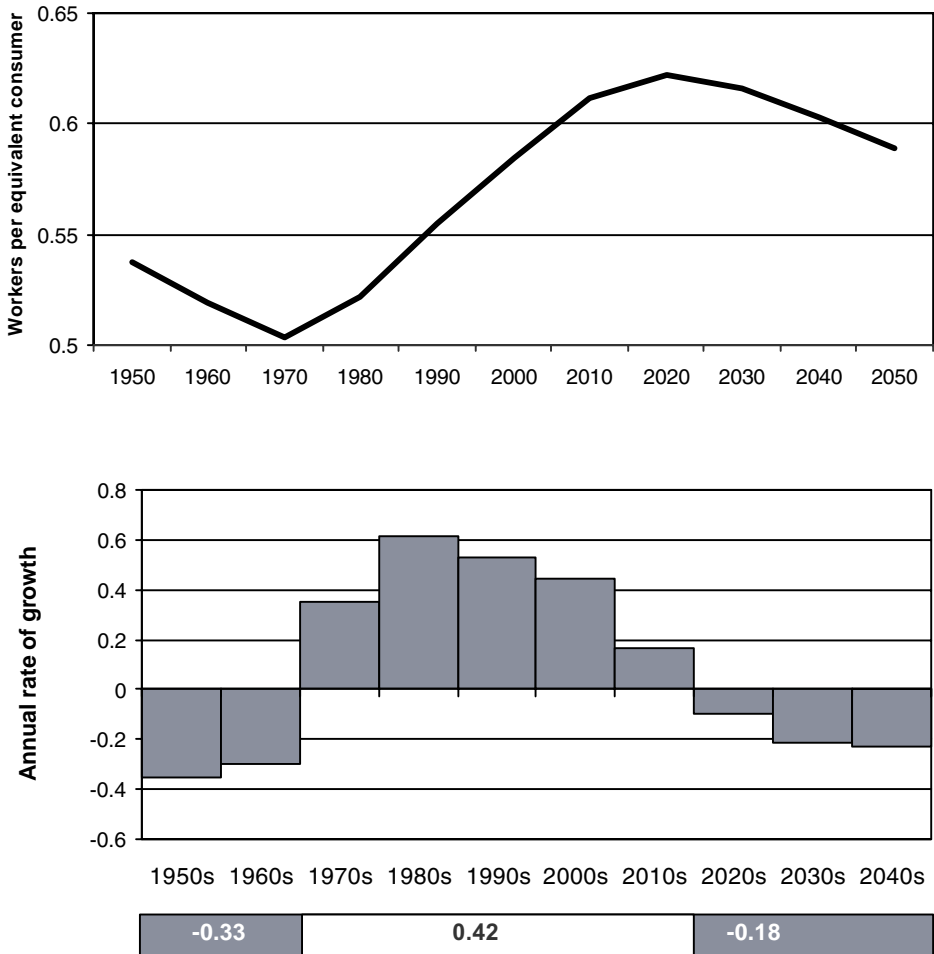 Workers per equivalent consumer
0.65
0.6
0.55
0.5
1950 1960 1970 1980 1990 2000 2010 2020 2030 2040 2050
Annual rate of growth
0.8
0.6
0.4
0.2
0
-0.2
-0.4
-0.6
1950s 1960s 1970s 1980s 1990s 2000s 2010s 2020s 2030s 2040s
-0.33 0.42 -0.18